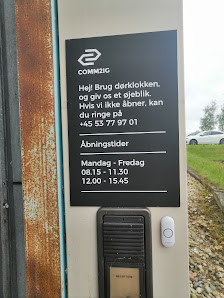 COMM2IG
Hej! Brug dørklokken,
og giv os et øjeblik.
Hvis vi ikke åbner, kan
du ringe på
+45 53 77 97 01
Åbningstider
Mandag - Fredag
08.15 - 11.30
12.00 - 15.45